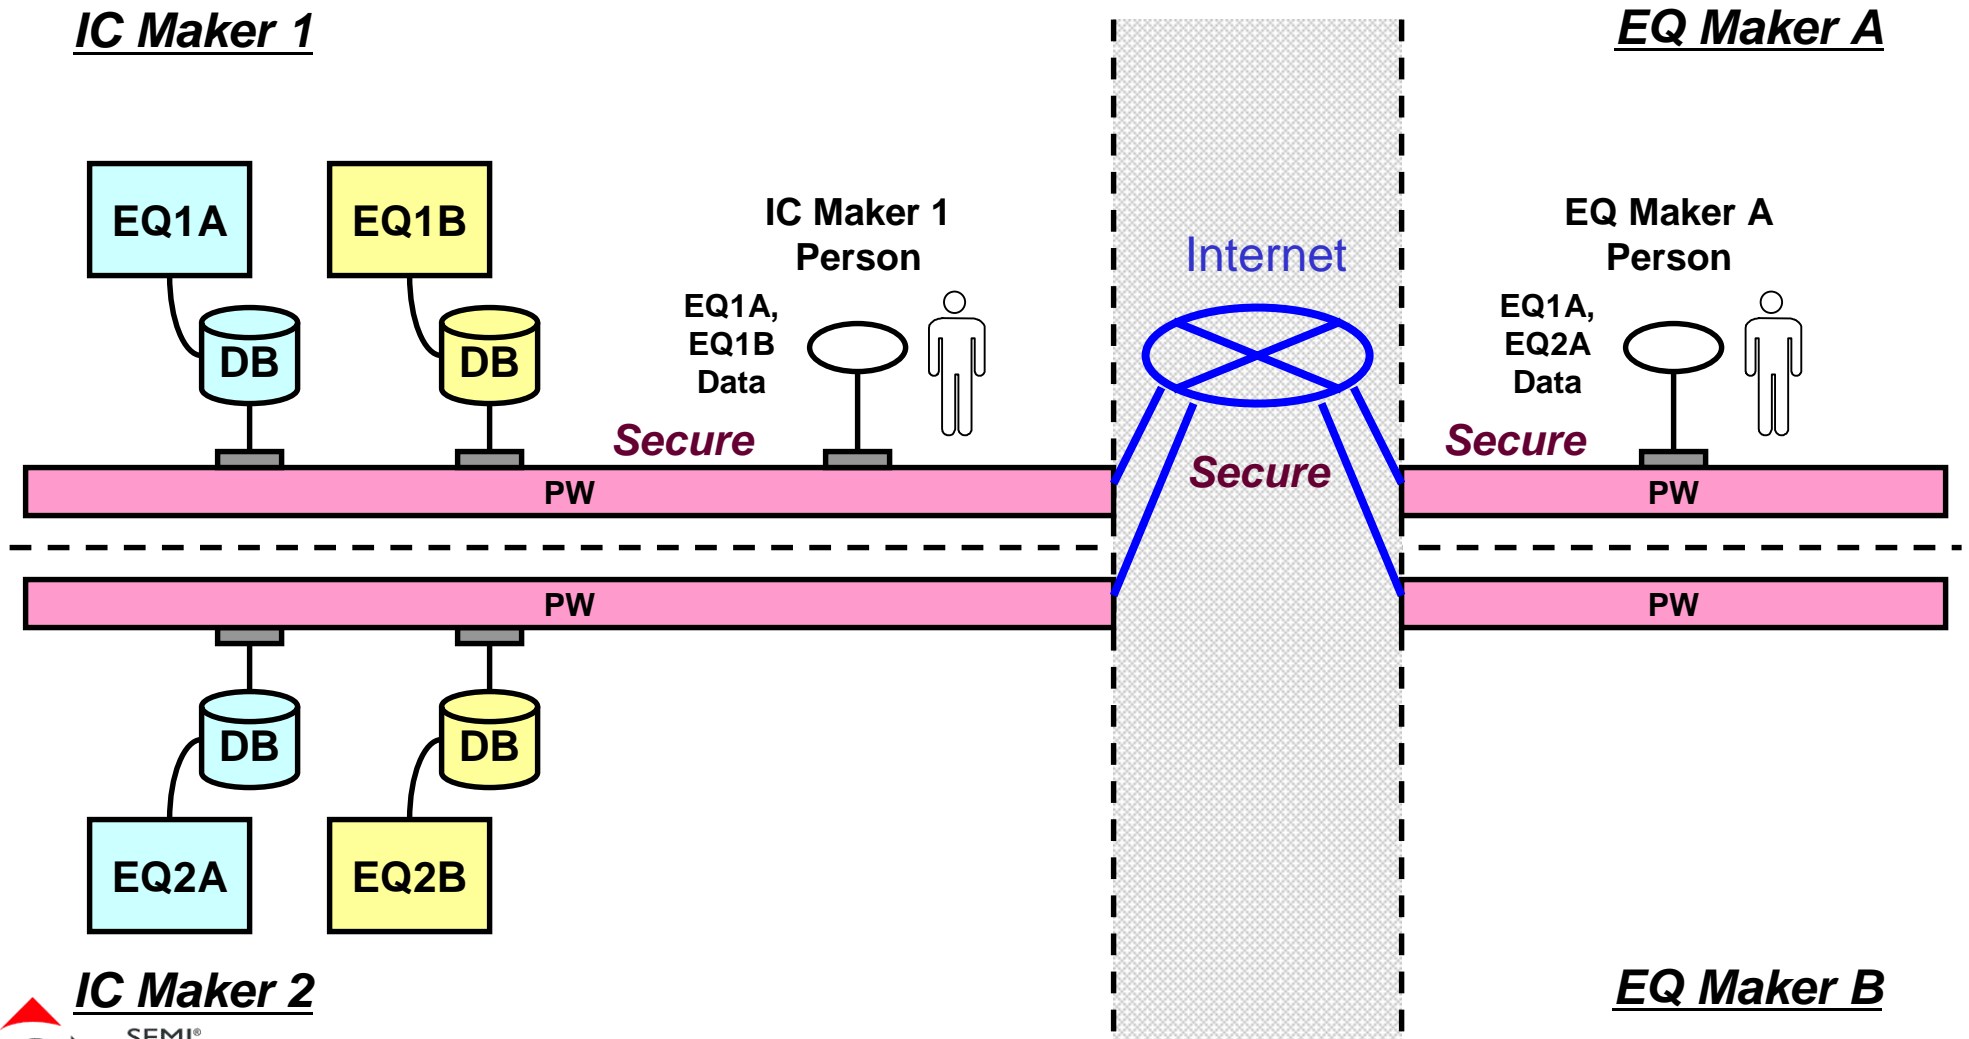 IC Maker 1
EQ Maker A
EQ1A
EQ1B
IC Maker 1
Person
EQ Maker A
Person
Internet
EQ1A,
EQ1B
Data
EQ1A,
EQ2A
Data
DB
DB
Secure
Secure
Secure
PW
PW
PW
PW
DB
DB
EQ2A
EQ2B
IC Maker 2
EQ Maker B
SEMI®